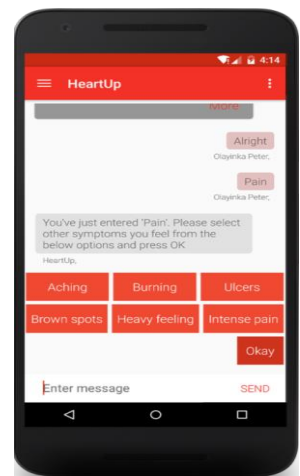 4:14
HeartUp
More
Alright
Olayinka Peter,
Pain
Olayinka Peter,
You've just entered 'Pain'. Please select
other symptoms you feel from the
below options and press OK
HeartUp,
Aching Burning Ulcers
Brown spots Heavy feeling Intense pain
Okay
Enter message SEND